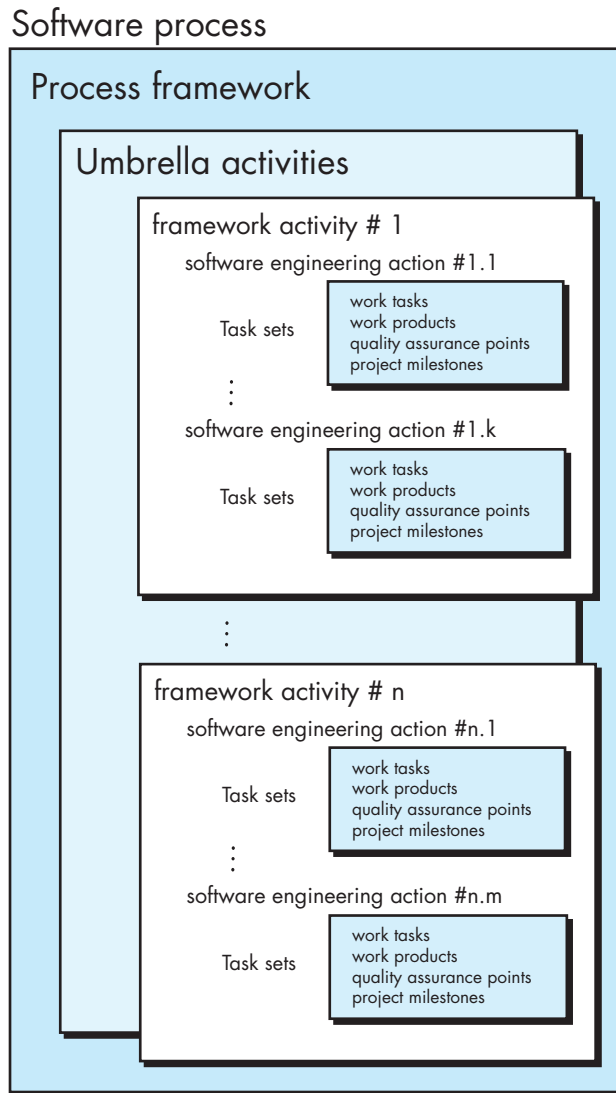 Software process
Process framework
Umbrella activities
framework activity # 1
software engineering action #1.1
Task sets
work tasks
work products
quality assurance points
project milestones
software engineering action #1.k
Task sets
work tasks
work products
quality assurance points
project milestones
framework activity # n
software engineering action #n.1
Task sets
work tasks
work products
quality assurance points
project milestones
software engineering action #n.m
Task sets
work tasks
work products
quality assurance points
project milestones